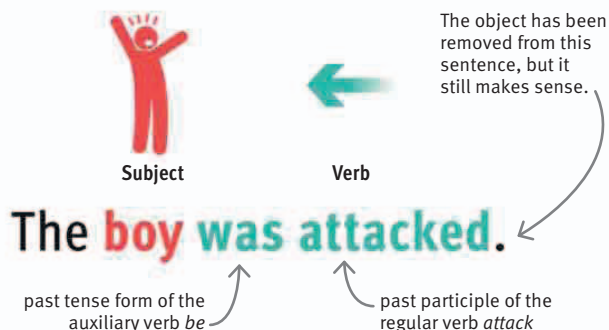 The object has been
removed from this
sentence, but it
still makes sense.
Subject
Verb
The boy was attacked.
past tense form of the
auxiliary verb be
past participle of the
regular verb attack